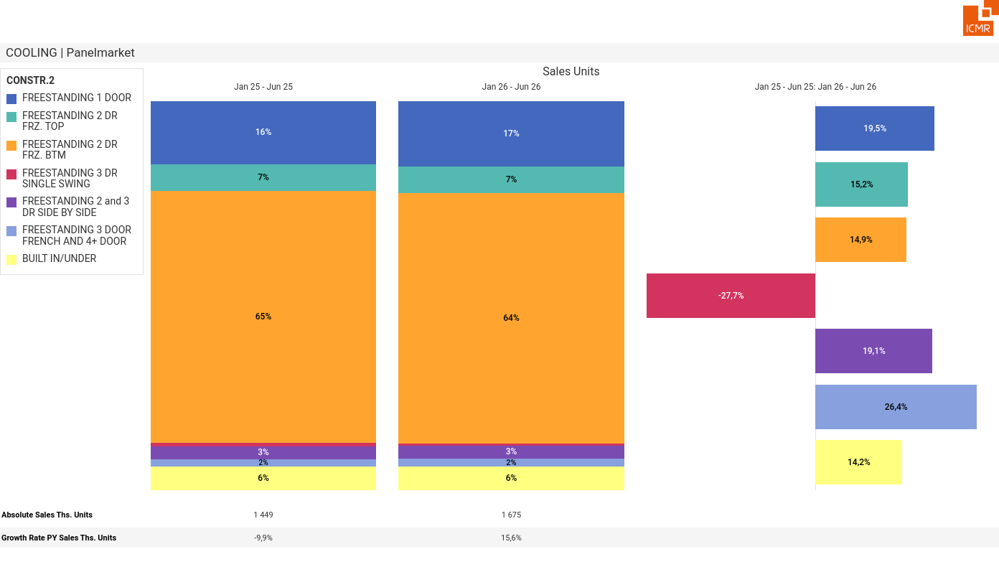 ICMR
COOLING | Panelmarket
CONSTR.2
FREESTANDING 1 DOOR
FREESTANDING 2 DR
FRZ. TOP
FREESTANDING 2 DR
FRZ. BTM
FREESTANDING 3 DR
SINGLE SWING
FREESTANDING 2 and 3
DR SIDE BY SIDE
FREESTANDING 3 DOOR
FRENCH AND 4+ DOOR
BUILT IN/UNDER
Sales Units
Jan 25 - Jun 25
16%
7%
65%
3%
2%
6%
Jan 26 - Jun 26
17%
7%
64%
3%
2%
6%
Jan 25 - Jun 25: Jan 26 - Jun 26
19,5%
15,2%
14,9%
-27,7%
19,1%
26,4%
14,2%
Absolute Sales Ths. Units 1 449 1 675
Growth Rate PY Sales Ths. Units -9,9% 15,6%